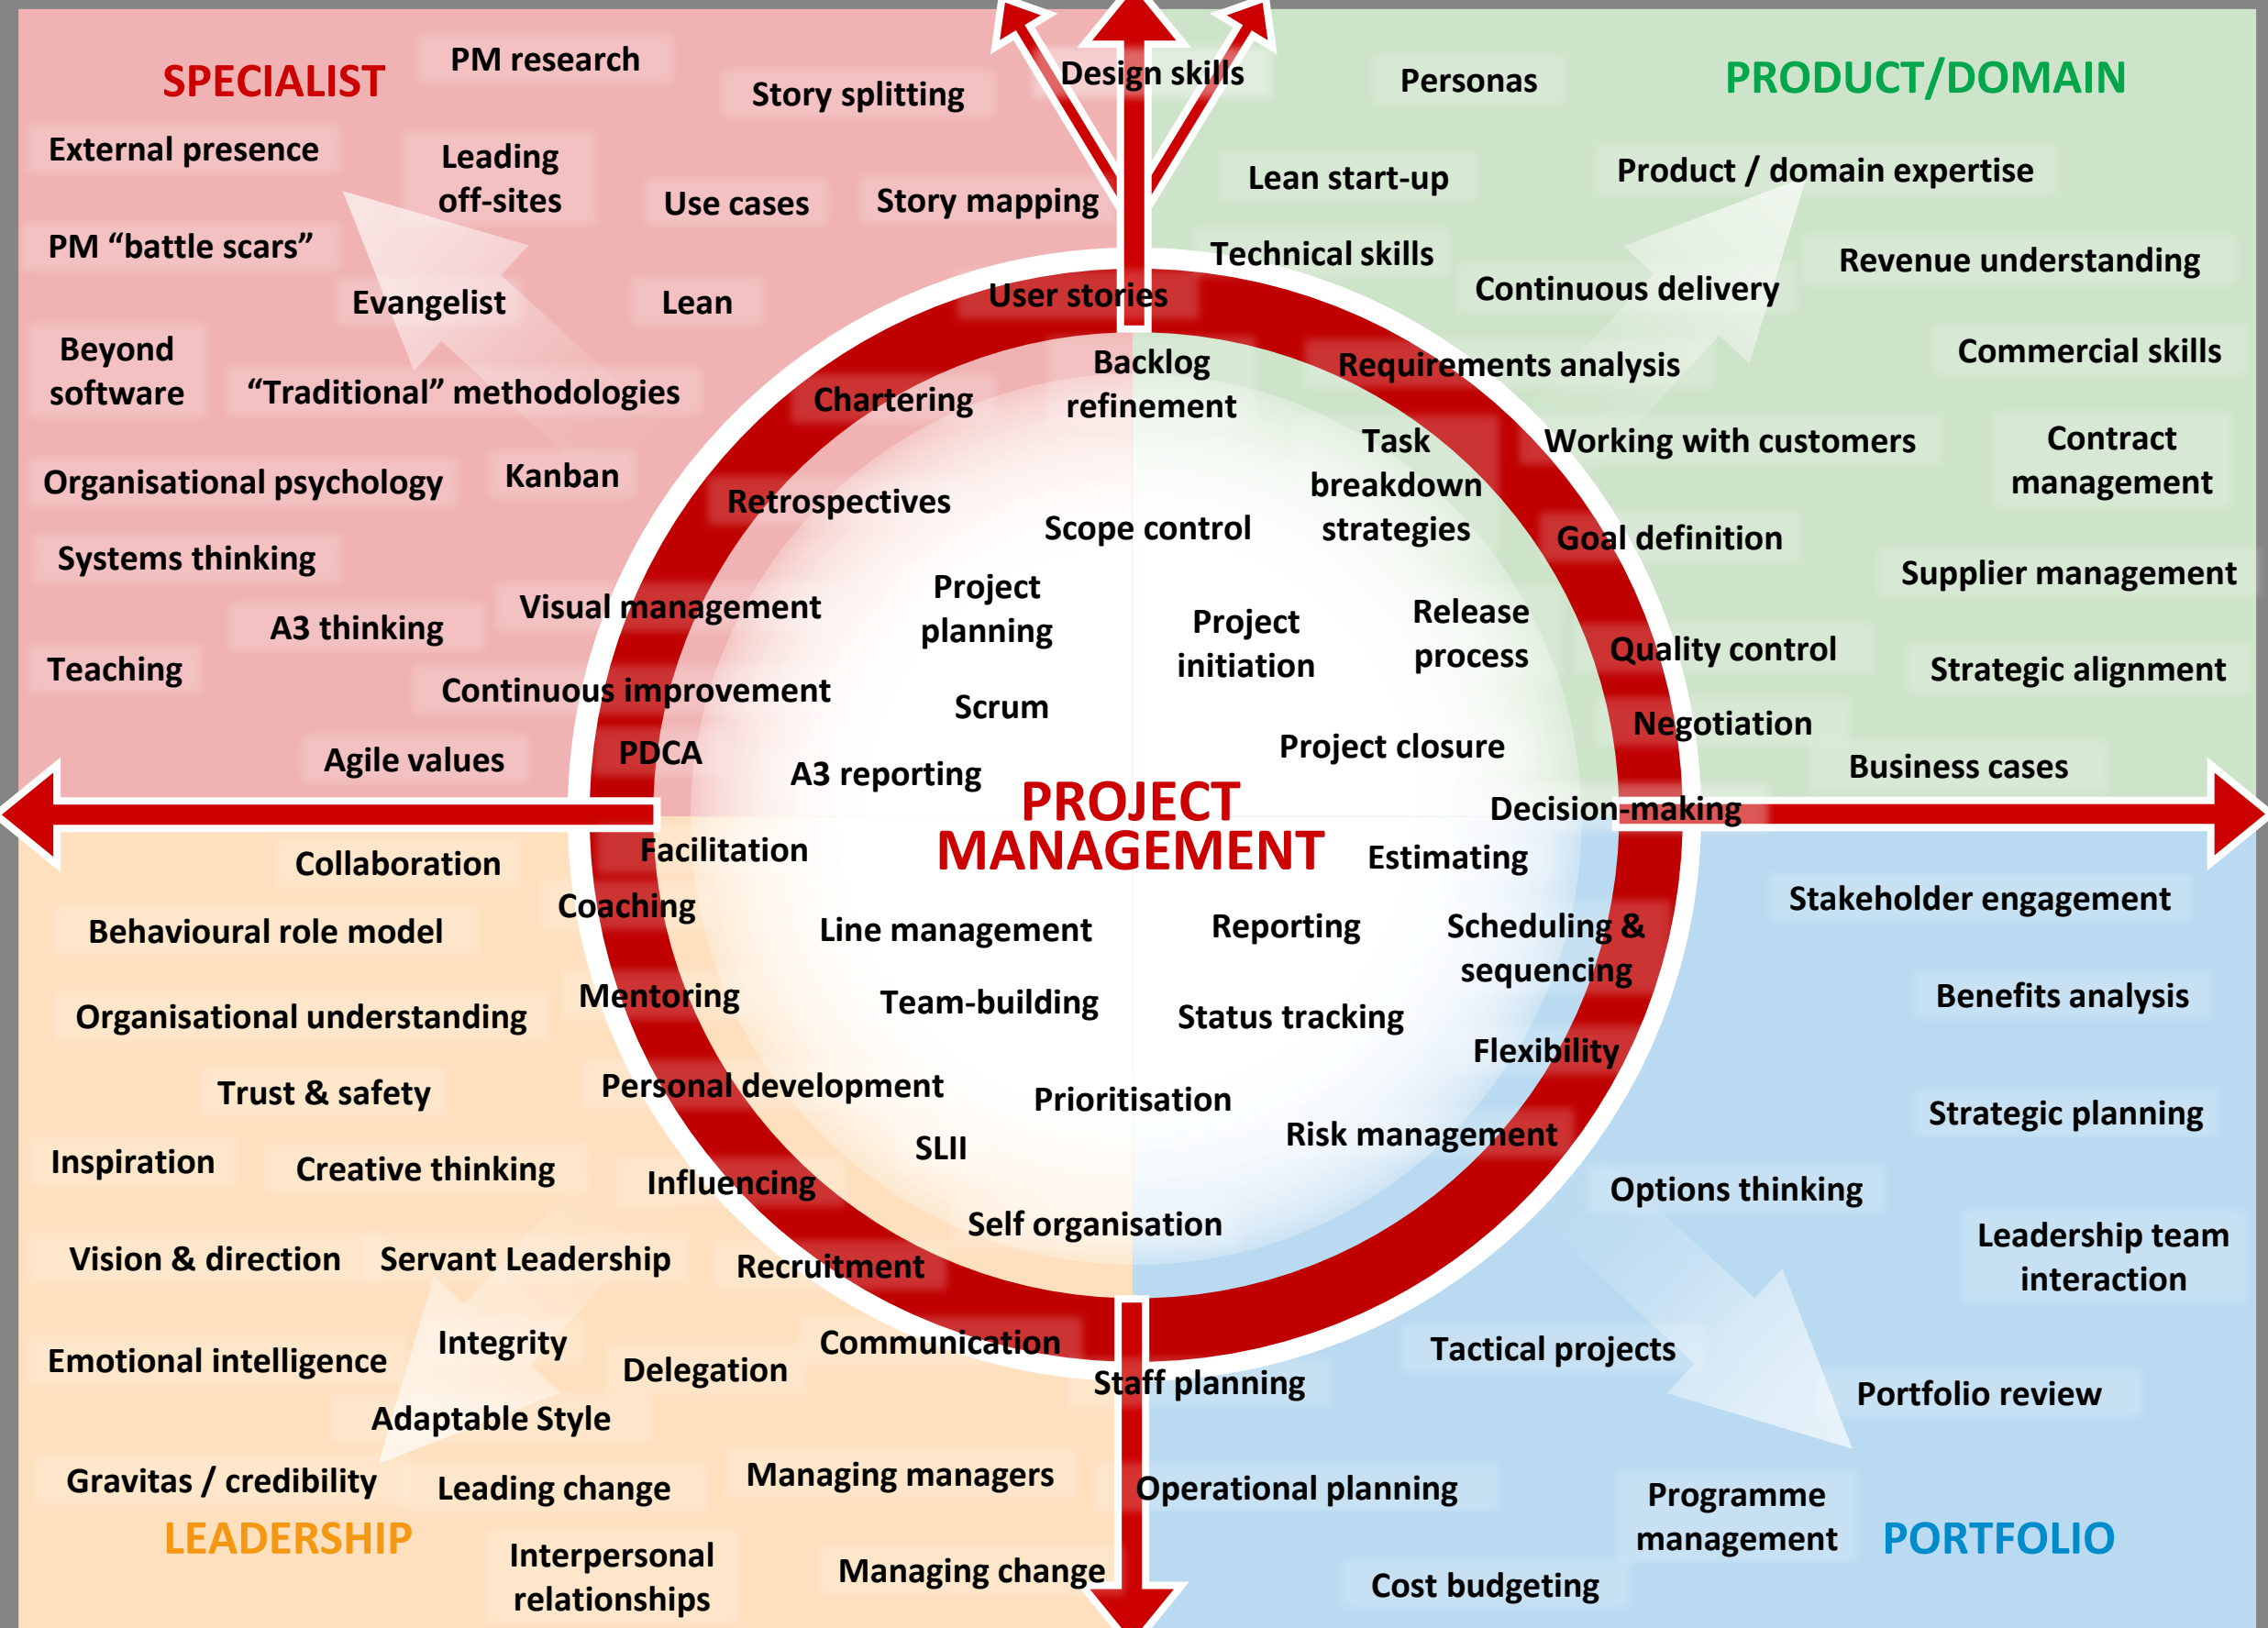 SPECIALIST
PM research
Story splitting
External presence
Leading
off-sites
Use cases
Story mapping
PM “battle scars”
Evangelist
Lean
User stories
Beyond
software
“Traditional” methodologies
Chartering
Organisational psychology
Kanban
Retrospectives
Systems thinking
A3 thinking
Visual management
Teaching
Continuous improvement
Agile values
PDCA
Design skills
Personas
PRODUCT/DOMAIN
Lean start-up
Product / domain expertise
Technical skills
Continuous delivery
Revenue understanding
Requirements analysis
Commercial skills
Working with customers
Contract
management
Goal definition
Supplier management
Quality control
Strategic alignment
Negotiation
Business cases
Backlog
refinement
Task
breakdown
strategies
Scope control
Project
planning
Project
initiation
Release
process
Scrum
Project closure
A3 reporting
PROJECT
MANAGEMENT
Decision-making
Facilitation
Estimating
Line management
Reporting
Scheduling &
sequencing
Team-building
Status tracking
Flexibility
Personal development
Prioritisation
Risk management
SLII
Self organisation
Collaboration
Coaching
Behavioural role model
Mentoring
Organisational understanding
Trust & safety
Inspiration
Creative thinking
Influencing
Vision & direction
Servant Leadership
Recruitment
Emotional intelligence
Integrity
Delegation
Communication
Adaptable Style
Gravitas / credibility
Leading change
Managing managers
LEADERSHIP
Interpersonal
relationships
Managing change
Stakeholder engagement
Benefits analysis
Strategic planning
Options thinking
Leadership team
interaction
Tactical projects
Staff planning
Portfolio review
Operational planning
Programme
management
PORTFOLIO
Cost budgeting